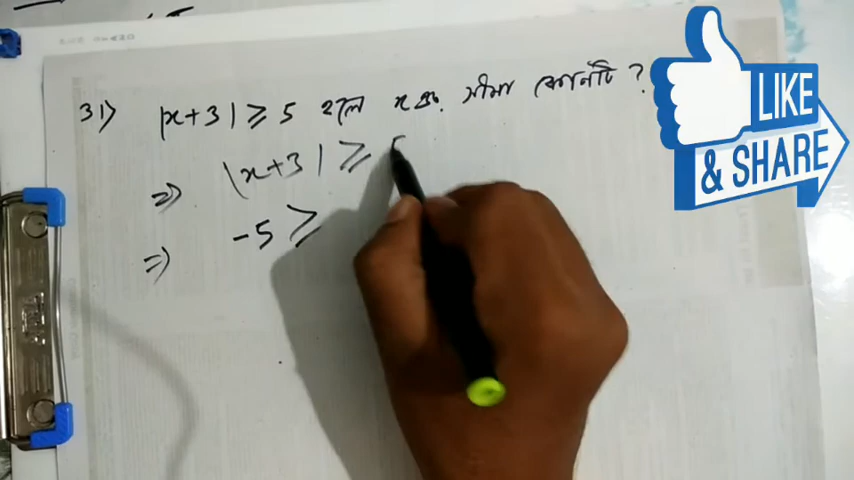 31) |x+3| ≥ 5 হলে x এর সীমা কোনটি ?
⇒ |x+3| ≥ 5
⇒ -5 ≥
LIKE
& SHARE